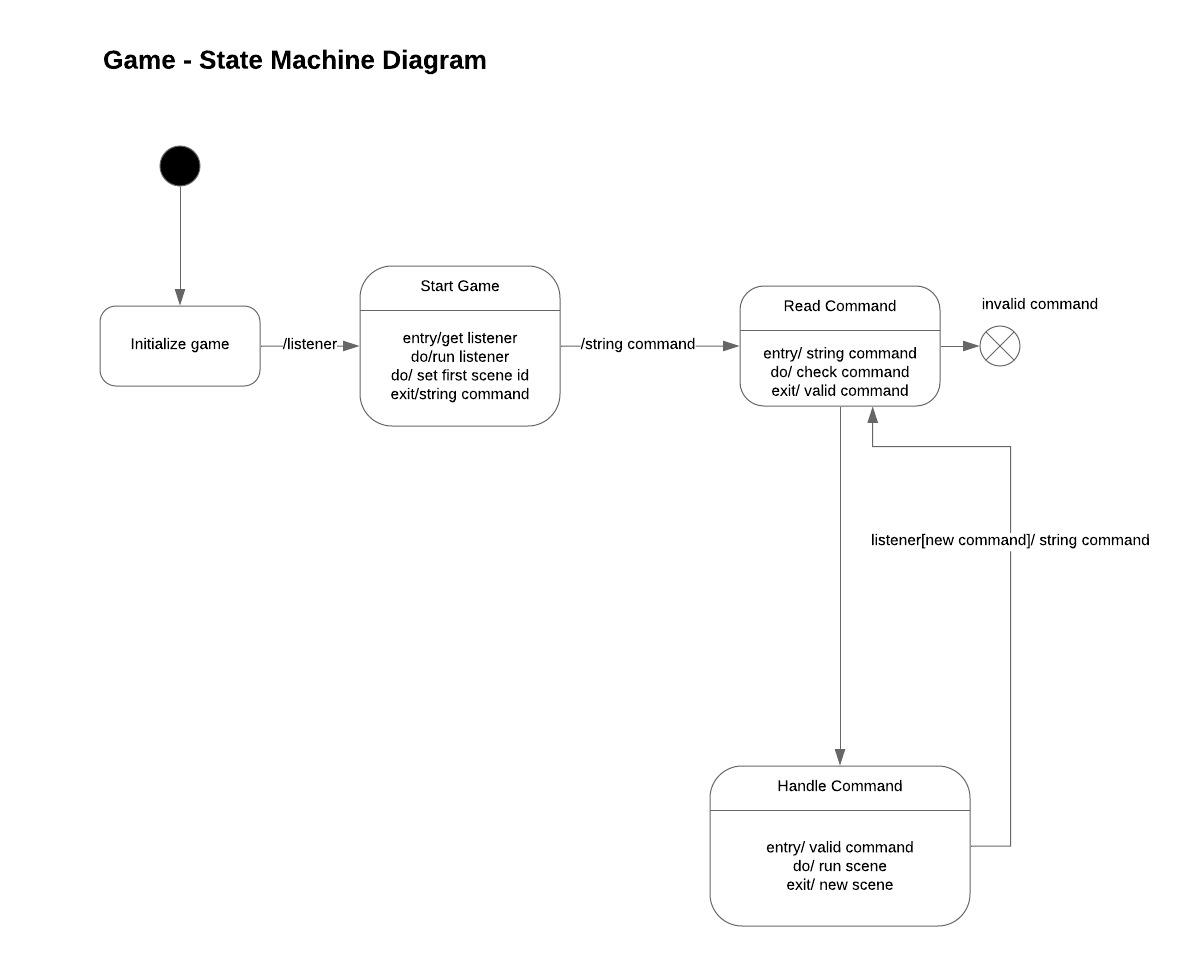 Game - State Machine Diagram
Initialize game
/listener
Start Game
entry/get listener
do/run listener
do/ set first scene id
exit/string command
/string command
Read Command
entry/ string command
do/ check command
exit/ valid command
invalid command
listener[new command]/ string command
Handle Command
entry/ valid command
do/ run scene
exit/ new scene